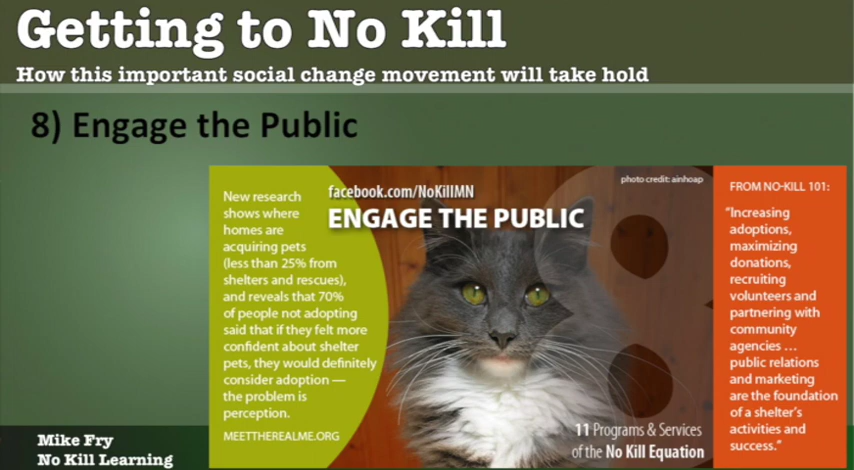 Getting to No Kill
How this important social change movement will take hold
8) Engage the Public
New research
shows where
homes are
acquiring pets
(less than 25% from
shelters and rescues),
and reveals that 70%
of people not adopting
said that if they felt more
confident about shelter
pets, they would definitely
consider adoption —
the problem is
perception.
MEETTHEREALME.ORG
facebook.com/NoKillMN
ENGAGE THE PUBLIC
photo credit: ainhoap
11 Programs & Services
of the No Kill Equation
FROM NO-KILL 101:
“Increasing
adoptions,
maximizing
donations,
recruiting
volunteers and
partnering with
community
agencies ...
public relations
and marketing
are the foundation
of a shelter’s
activities and
success.”
Mike Fry
No Kill Learning